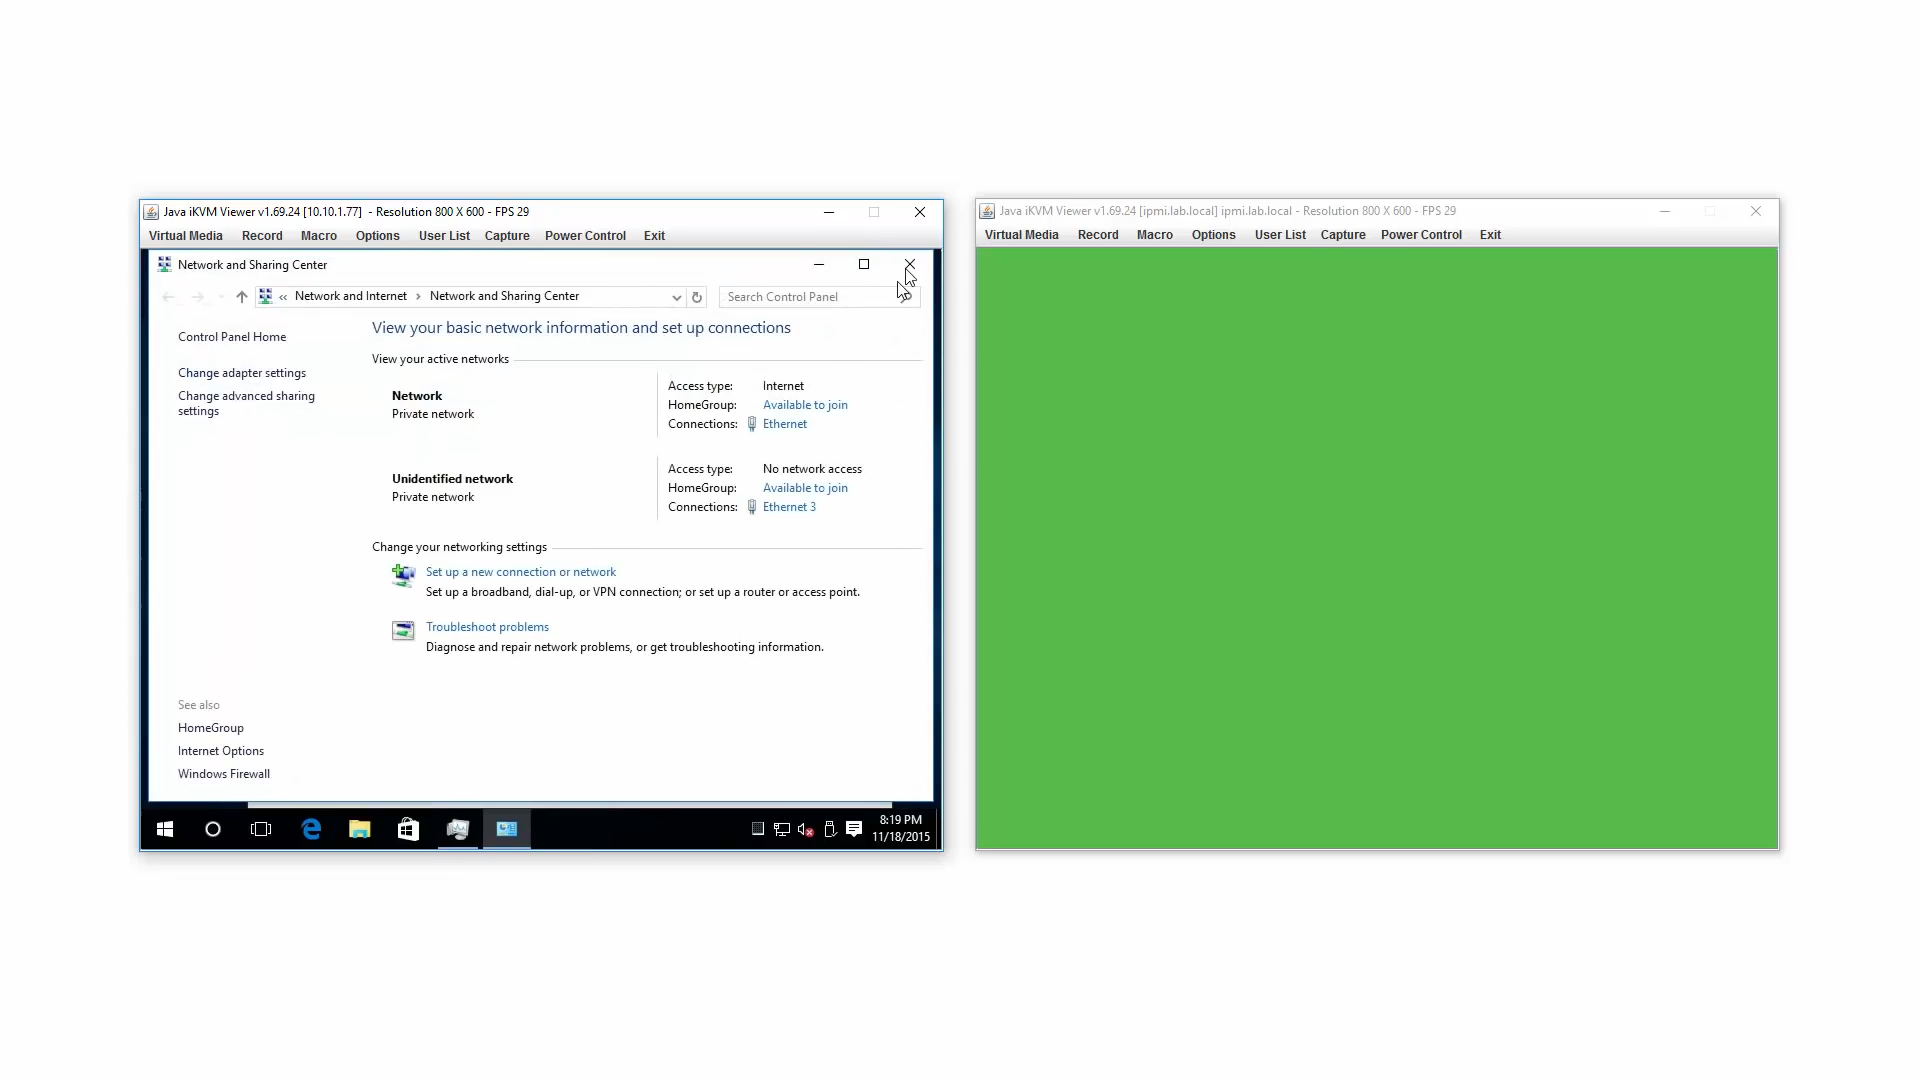 Java iKVM Viewer v1.69.24 [10.10.1.77]  - Resolution 800 X 600 - FPS 29
Virtual Media Record Macro Options User List Capture Power Control Exit
Network and Sharing Center
« Network and Internet › Network and Sharing Center
Search Control Panel
Control Panel Home
Change adapter settings
Change advanced sharing
settings
View your basic network information and set up connections
View your active networks
Network
Private network
Access type: Internet
HomeGroup: Available to join
Connections: Ethernet
Unidentified network
Private network
Access type: No network access
HomeGroup: Available to join
Connections: Ethernet 3
Change your networking settings
Set up a new connection or network
Set up a broadband, dial-up, or VPN connection; or set up a router or access point.
Troubleshoot problems
Diagnose and repair network problems, or get troubleshooting information.
See also
HomeGroup
Internet Options
Windows Firewall
8:19 PM
11/18/2015
Java iKVM Viewer v1.69.24 [ipmi.lab.local] ipmi.lab.local - Resolution 800 X 600 - FPS 29
Virtual Media Record Macro Options User List Capture Power Control Exit